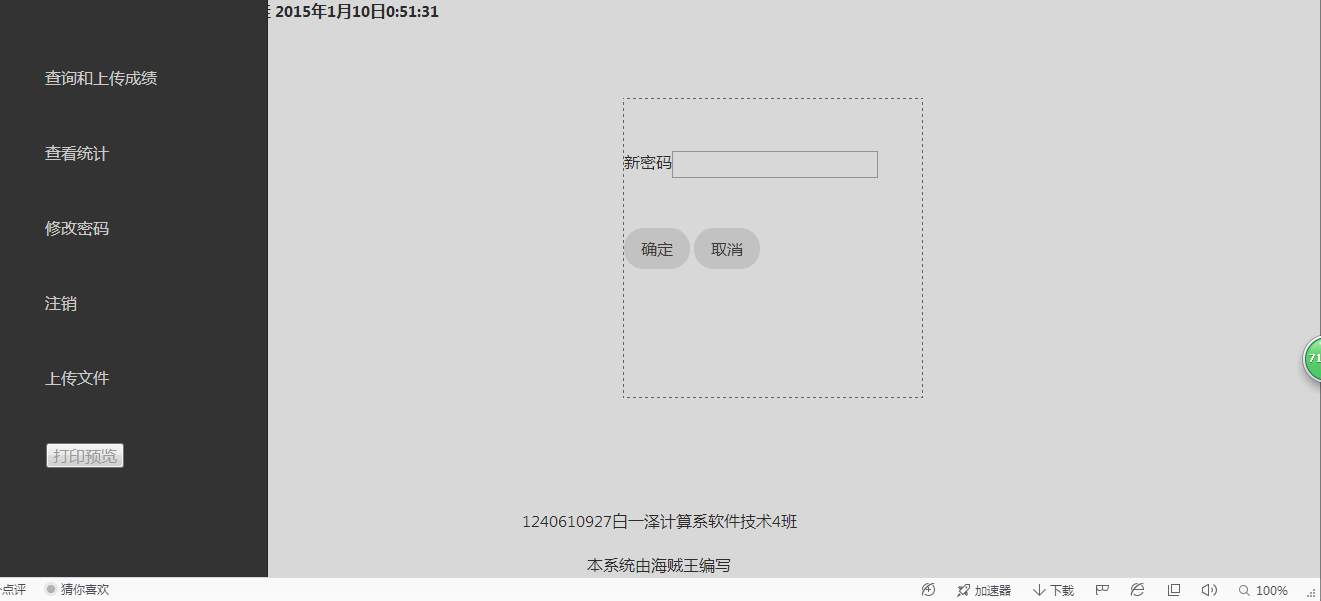 2015年1月10日0:51:31
查询和上传成绩
查看统计
修改密码
注销
上传文件
打印预览
新密码
确定 取消
1240610927白一泽计算系软件技术4班
本系统由海贼王编写
点评 猜你喜欢 加速器 下载 100%
71